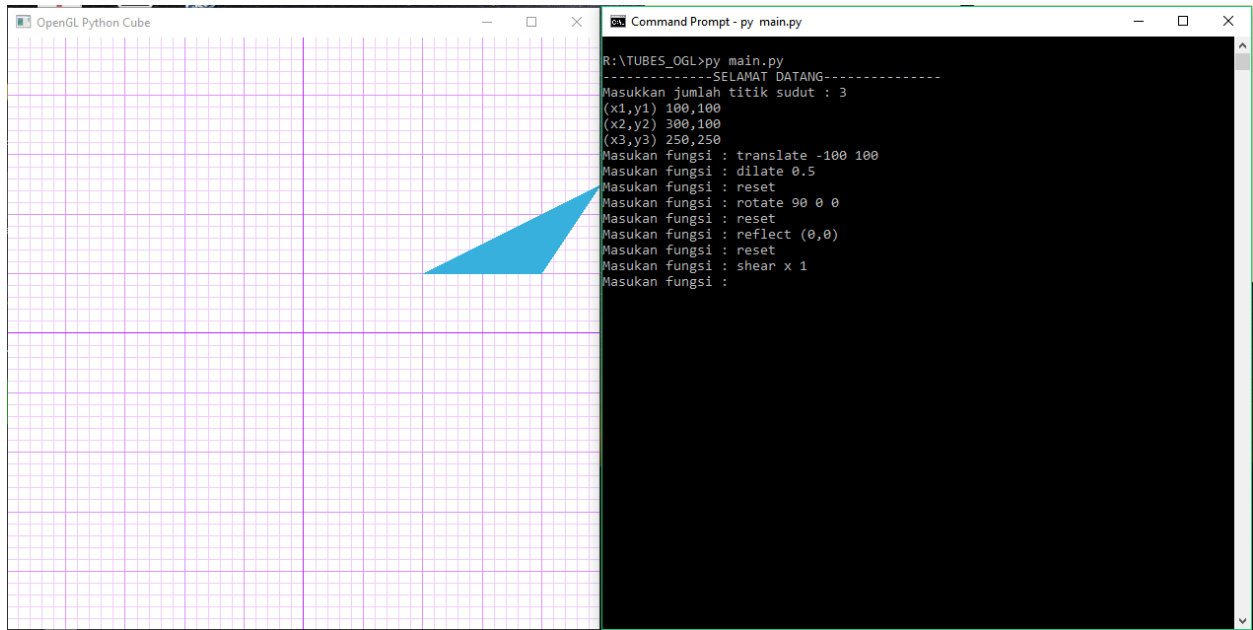 OpenGL Python Cube
Command Prompt - py main.py
R:\TUBES_OGL>py main.py
--------------SELAMAT DATANG---------------
Masukkan jumlah titik sudut : 3
(x1,y1) 100,100
(x2,y2) 300,100
(x3,y3) 250,250
Masukan fungsi : translate -100 100
Masukan fungsi : dilate 0.5
Masukan fungsi : reset
Masukan fungsi : rotate 90 0 0
Masukan fungsi : reset
Masukan fungsi : reflect (0,0)
Masukan fungsi : reset
Masukan fungsi : shear x 1
Masukan fungsi :